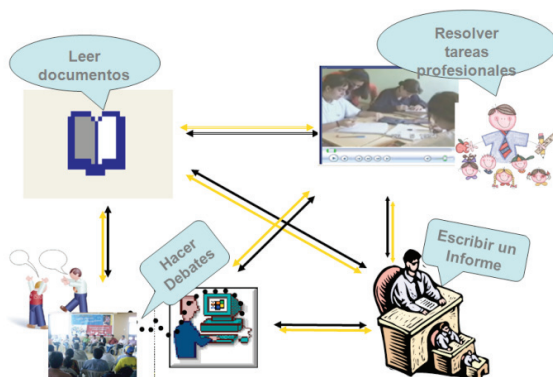 Leer
documentos
Resolver
tareas
profesionales
Hacer
Debates
Escribir un
Informe